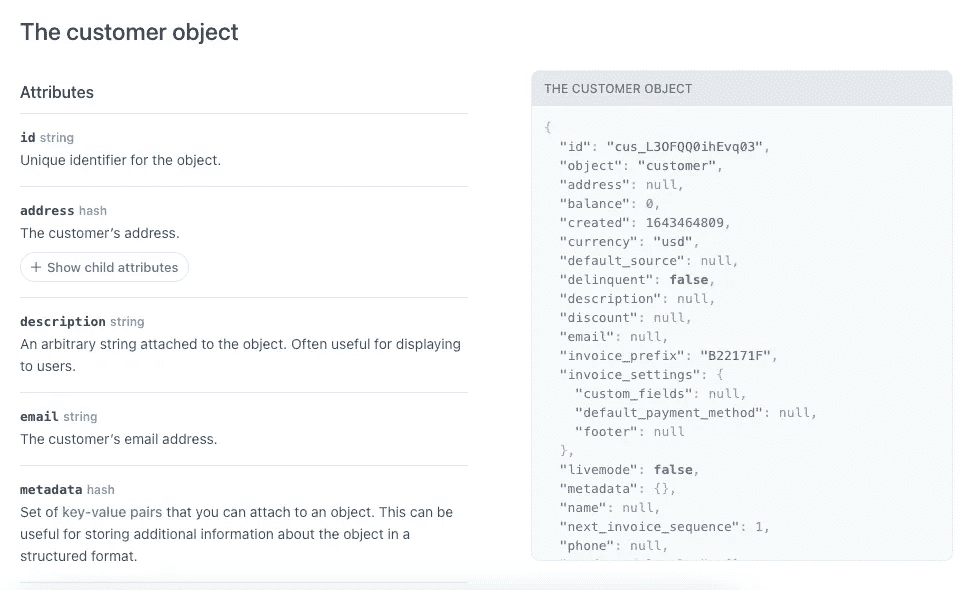 The customer object
Attributes
id string
Unique identifier for the object.
address hash
The customer’s address.
+ Show child attributes
description string
An arbitrary string attached to the object. Often useful for displaying
to users.
email string
The customer’s email address.
metadata hash
Set of key-value pairs that you can attach to an object. This can be
useful for storing additional information about the object in a
structured format.
THE CUSTOMER OBJECT
{
"id": "cus_L3OFQQ0ihEvq03",
"object": "customer",
"address": null,
"balance": 0,
"created": 1643464809,
"currency": "usd",
"default_source": null,
"delinquent": false,
"description": null,
"discount": null,
"email": null,
"invoice_prefix": "B22171F",
"invoice_settings": {
"custom_fields": null,
"default_payment_method": null,
"footer": null
},
"livemode": false,
"metadata": {},
"name": null,
"next_invoice_sequence": 1,
"phone": null,